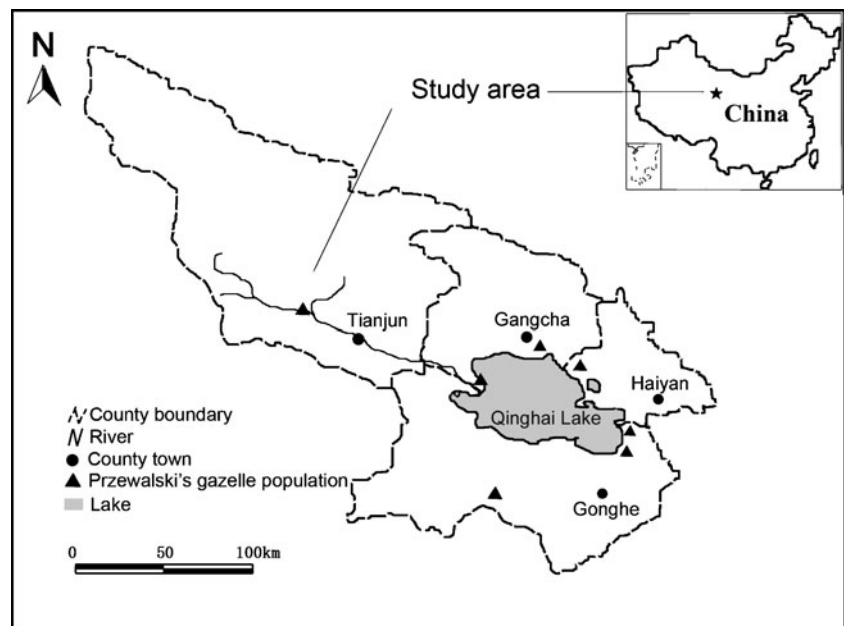 N
Study area
China
Tianjun
Gangcha
Haiyan
Qinghai Lake
Gonghe
County boundary
River
County town
Przewalski's gazelle population
Lake
0 50 100km